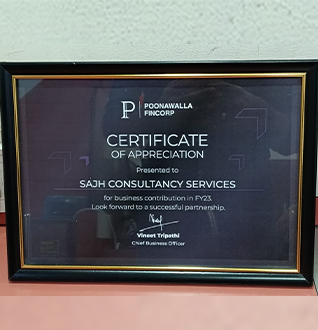 POONAWALLA
FINCORP
CERTIFICATE
OF APPRECIATION
Presented to
SAJH CONSULTANCY SERVICES
for business contribution in FY23.
Look forward to a successful partnership.
Vineet Tripathi
Chief Business Officer